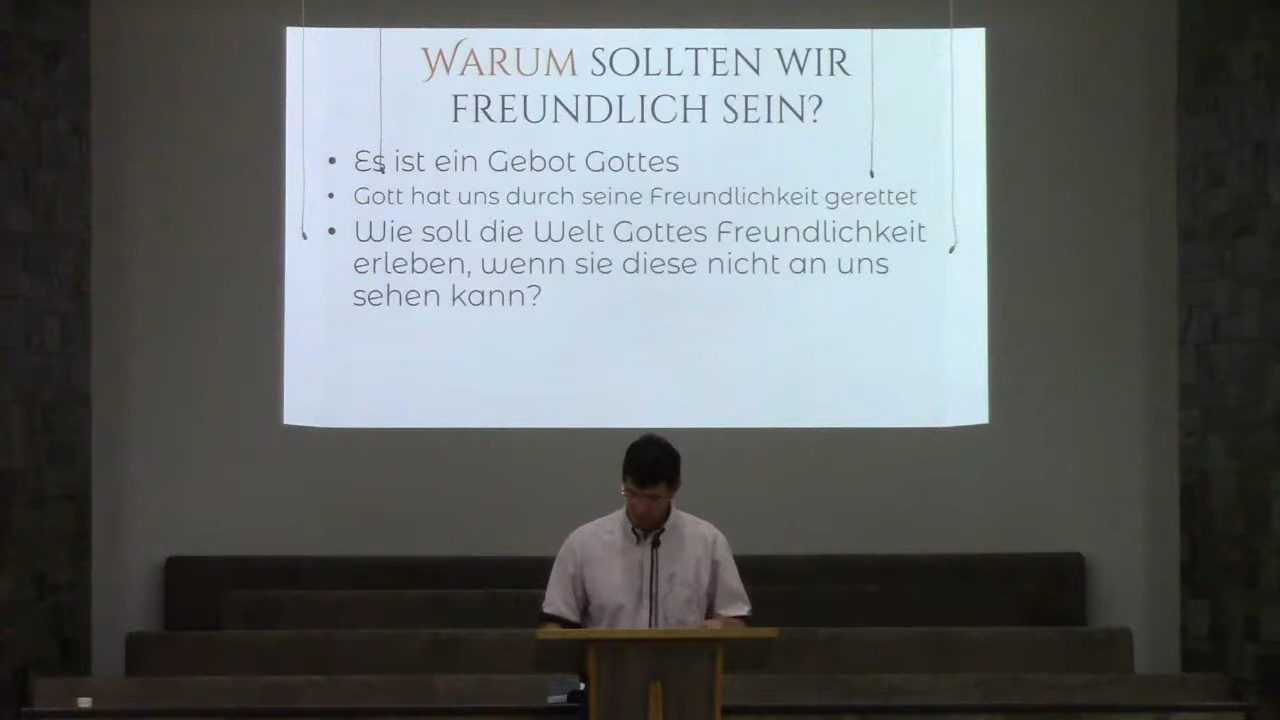 WARUM SOLLTEN WIR
FREUNDLICH SEIN?
• Es ist ein Gebot Gottes
• Gott hat uns durch seine Freundlichkeit gerettet
• Wie soll die Welt Gottes Freundlichkeit
erleben, wenn sie diese nicht an uns
sehen kann?